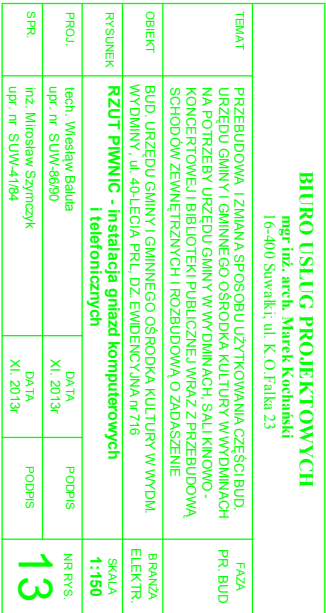 BIURO USŁUG PROJEKTOWYCH
mgr inż. arch. Marek Kochański
16-400 Suwałki; ul. K.O Falka 23
TEMAT
PRZEBUDOWA I ZMIANA SPOSOBU UŻYTKOWANIA CZĘŚCI BUD.
URZĘDU GMINY I GMINNEGO OŚRODKA KULTURY W WYDMINACH
NA POTRZEBY URZĘDU GMINY W WYDMINACH, SALI KINOWO -
KONCERTOWEJ I BIBLIOTEKI PUBLICZNEJ WRAZ Z PRZEBUDOWĄ
SCHODÓW ZEWNĘTRZNYCH I ROZBUDOWĄ O ZADASZENIE
FAZA
PR. BUD
OBIEKT
BUD. URZĘDU GMINY I GMINNEGO OŚRODKA KULTURY W WYDM.
WYDMINY , ul. 40-LECIA PRL, DZ. EWIDENCYJNA nr 716
BRANŻA
ELEKTR.
RYSUNEK
RZUT PIWNIC - instalacja gniazd komputerowych
i telefonicznych
SKALA
1:150
PROJ.
tech. Wiesław Baluta
upr. nr SUW-86/90
DATA
XI. 2013r
PODPIS
NR RYS.
13
SPR.
inż. Mirosław Szymczyk
upr. nr SUW-41/84
DATA
XI. 2013r
PODPIS